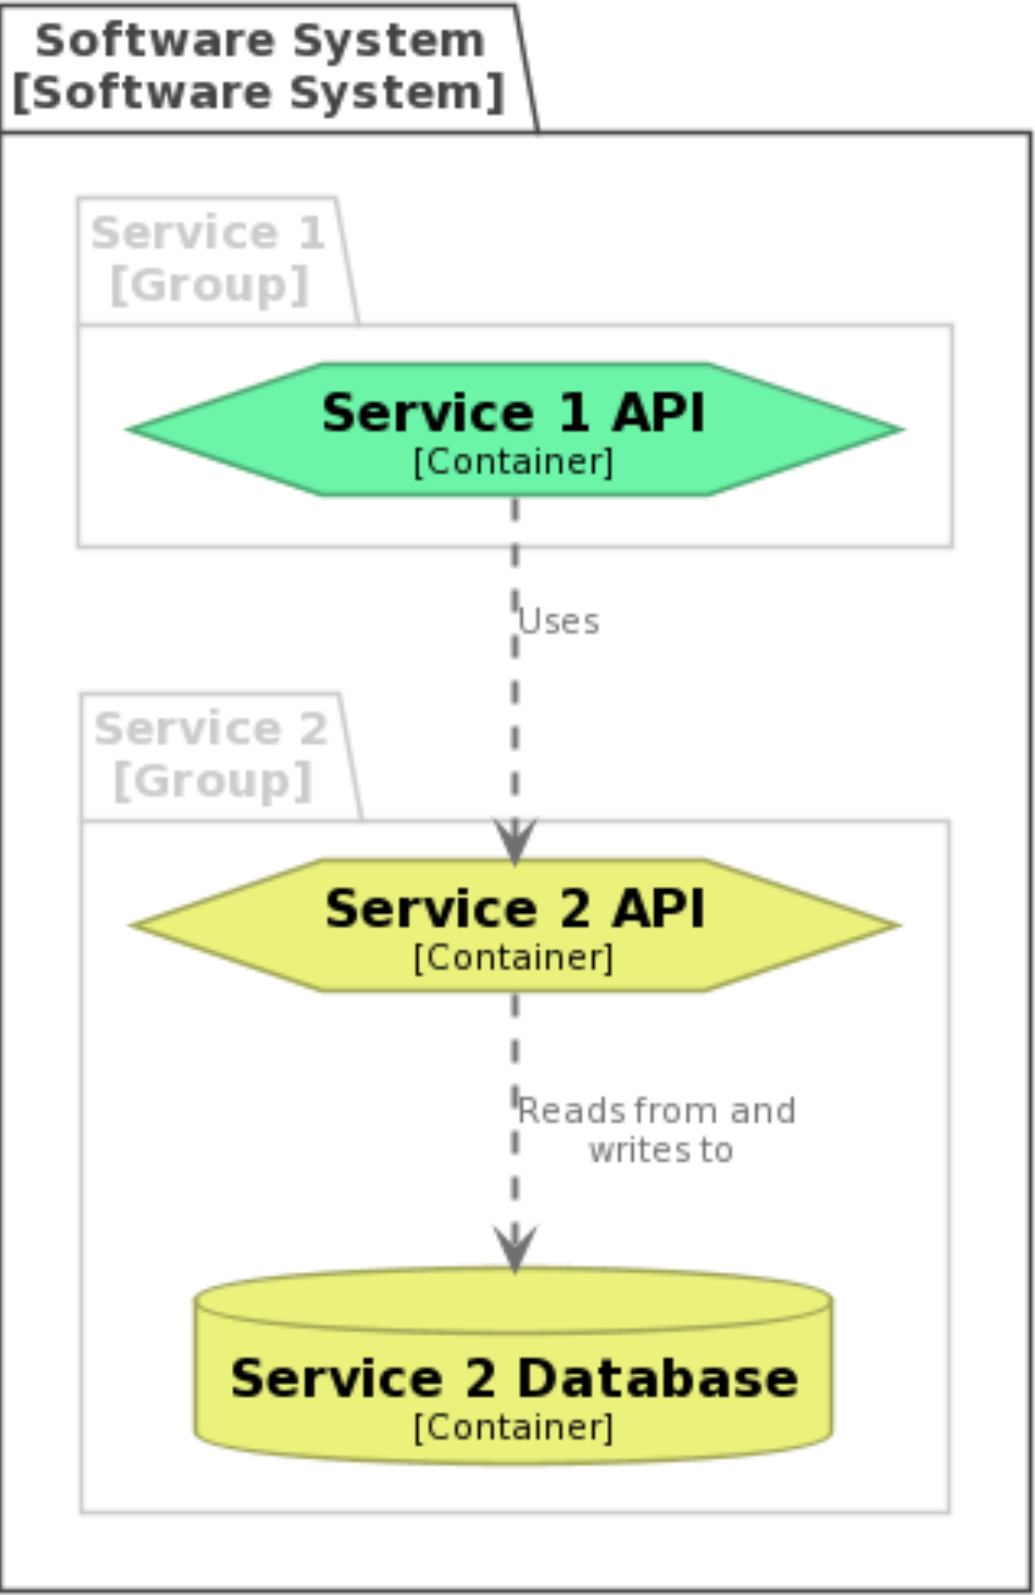 Software System
[Software System]
Service 1
[Group]
Service 1 API
[Container]
Uses
Service 2
[Group]
Service 2 API
[Container]
Reads from and
writes to
Service 2 Database
[Container]